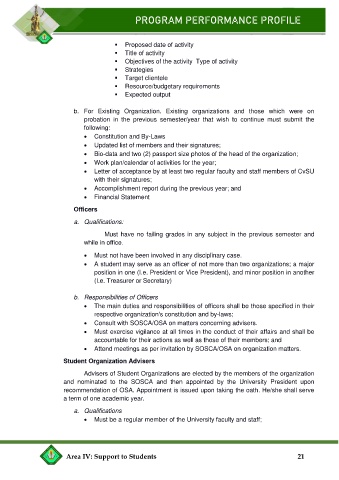 PROGRAM PERFORMANCE PROFILE
▪ Proposed date of activity
▪ Title of activity
▪ Objectives of the activity Type of activity
▪ Strategies
▪ Target clientele
▪ Resource/budgetary requirements
▪ Expected output
b. For Existing Organization. Existing organizations and those which were on
probation in the previous semester/year that wish to continue must submit the
following:
• Constitution and By-Laws
• Updated list of members and their signatures;
• Bio-data and two (2) passport size photos of the head of the organization;
• Work plan/calendar of activities for the year;
• Letter of acceptance by at least two regular faculty and staff members of CvSU
with their signatures;
• Accomplishment report during the previous year; and
• Financial Statement
Officers
a. Qualifications:
Must have no failing grades in any subject in the previous semester and
while in office.
• Must not have been involved in any disciplinary case.
• A student may serve as an officer of not more than two organizations; a major
position in one (I.e. President or Vice President), and minor position in another
(I.e. Treasurer or Secretary)
b. Responsibilities of Officers
• The main duties and responsibilities of officers shall be those specified in their
respective organization's constitution and by-laws;
• Consult with SOSCA/OSA on matters concerning advisers.
• Must exercise vigilance at all times in the conduct of their affairs and shall be
accountable for their actions as well as those of their members; and
• Attend meetings as per invitation by SOSCA/OSA on organization matters.
Student Organization Advisers
Advisers of Student Organizations are elected by the members of the organization
and nominated to the SOSCA and then appointed by the University President upon
recommendation of OSA. Appointment is issued upon taking the oath. He/she shall serve
a term of one academic year.
a. Qualifications
• Must be a regular member of the University faculty and staff;
Area IV: Support to Students 21